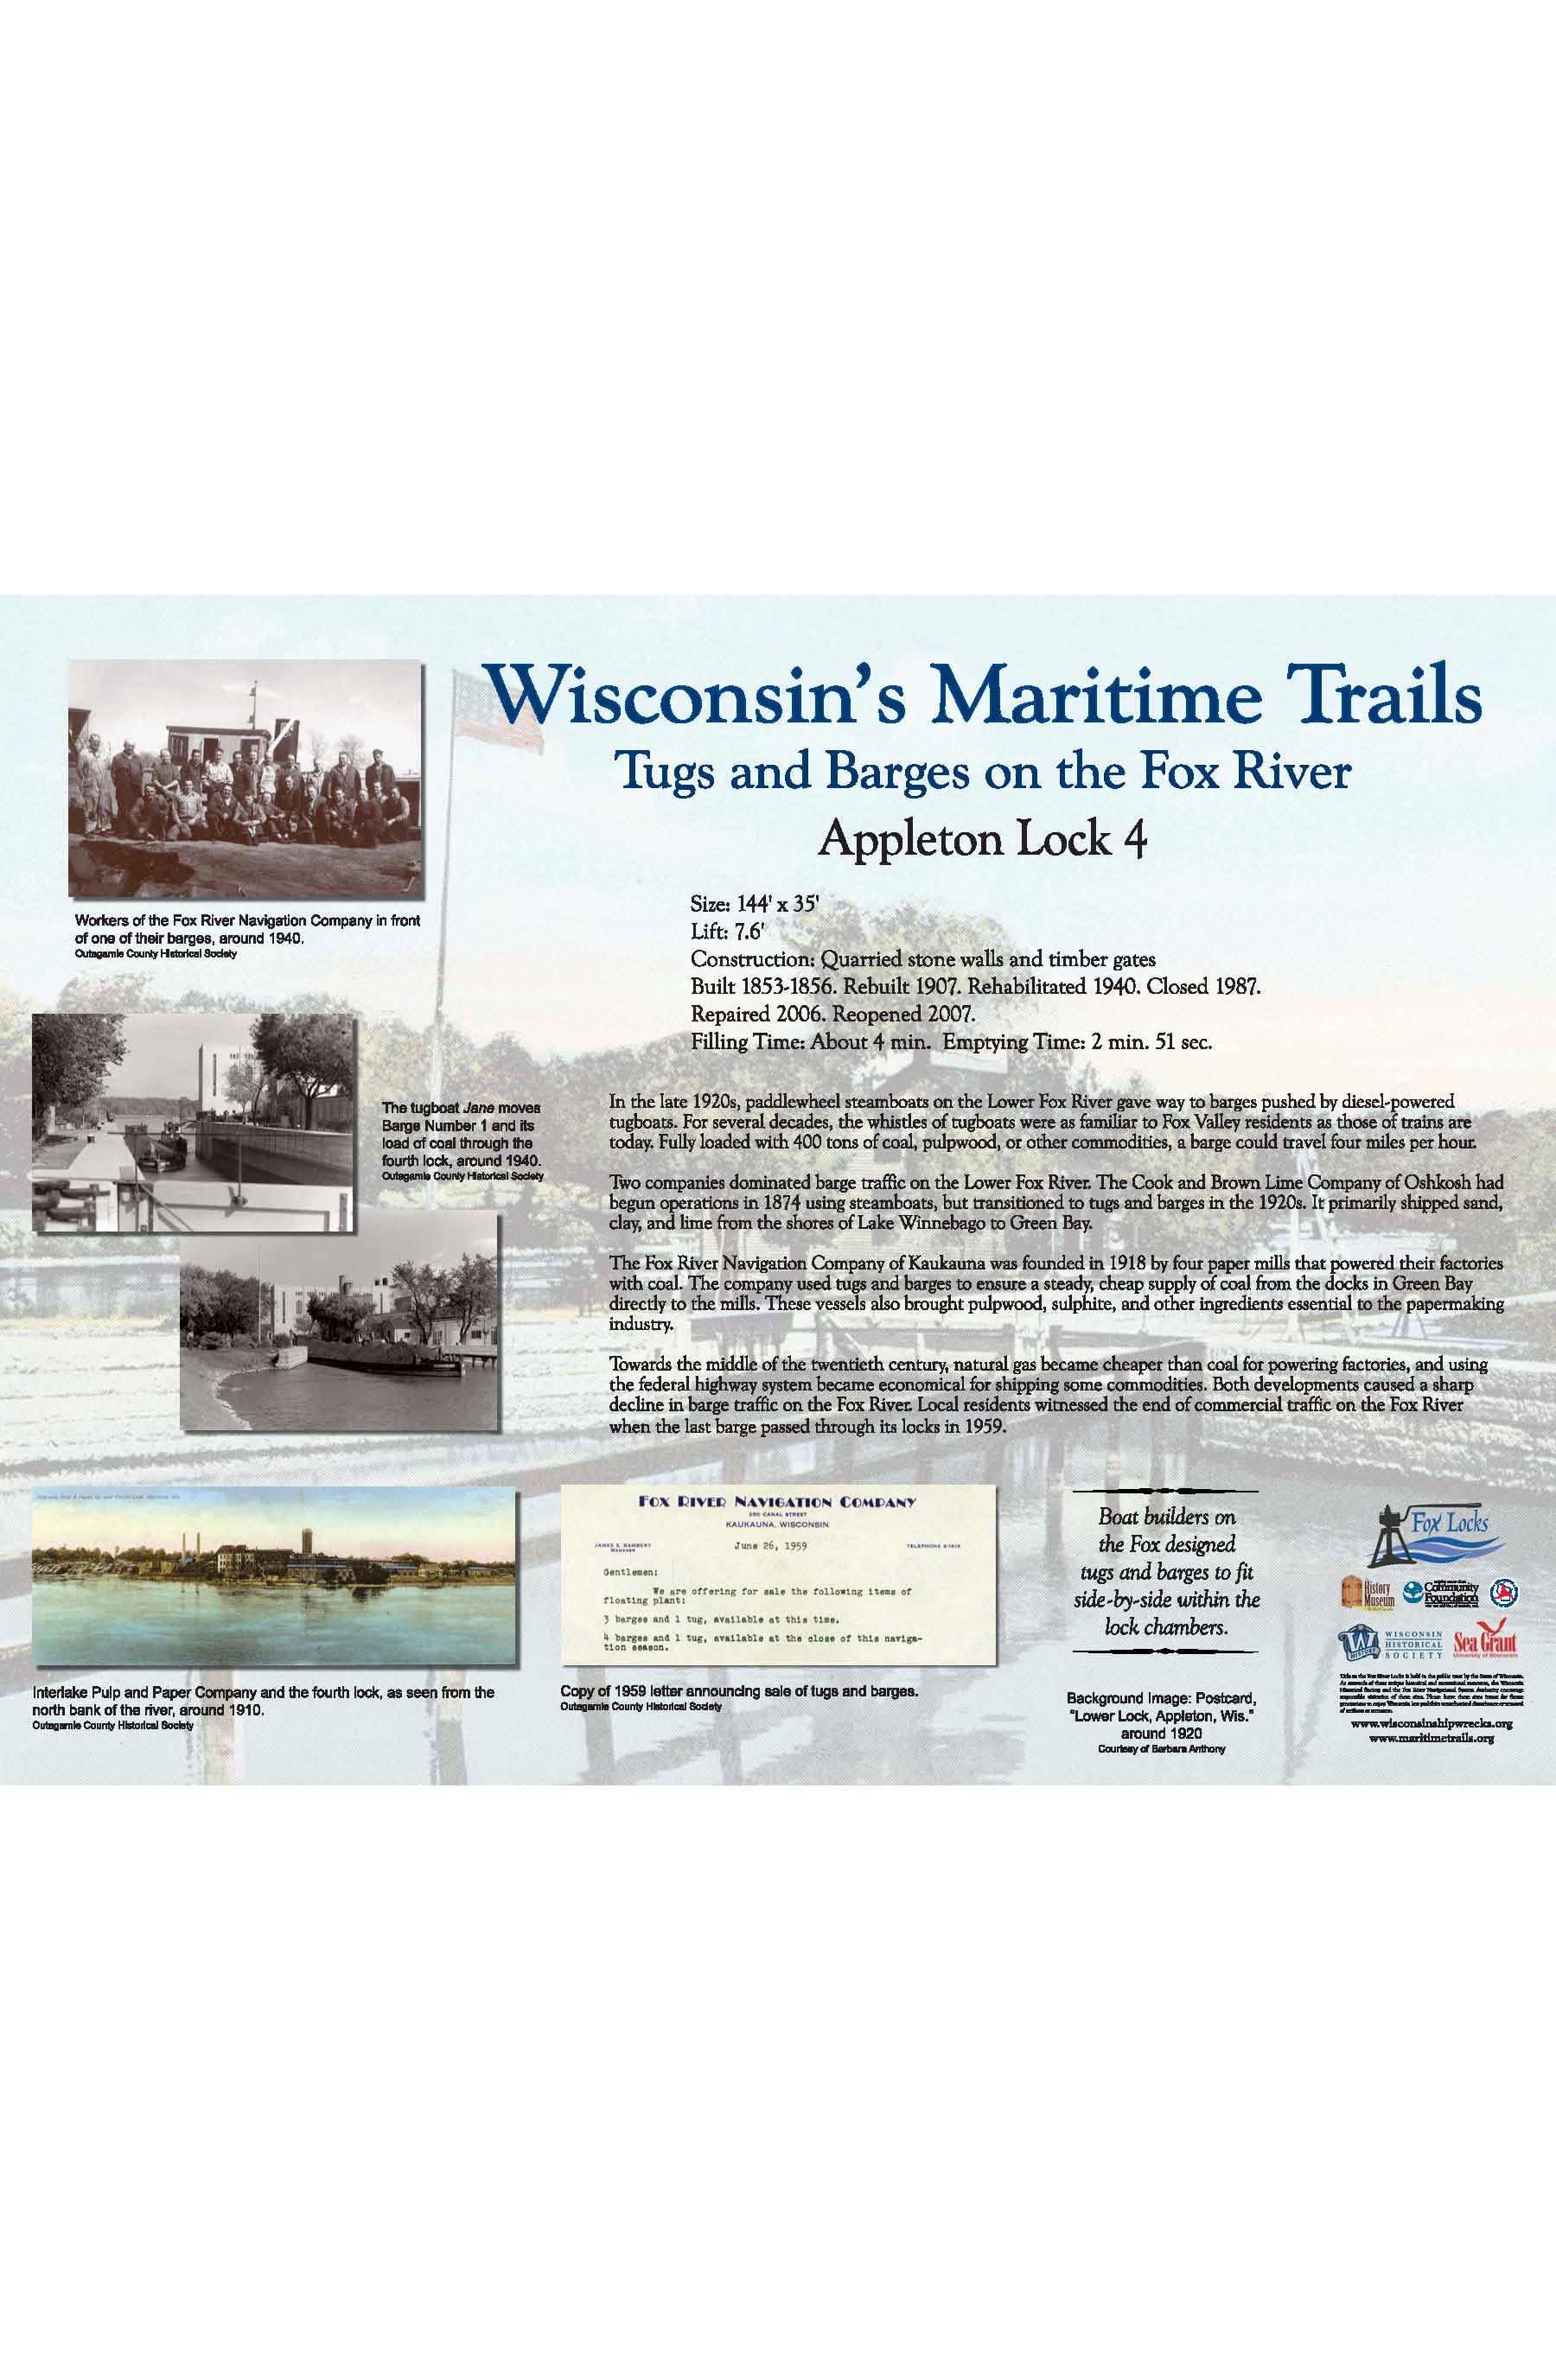 Wisconsin's Maritime Trails
Tugs and Barges on the Fox River
Appleton Lock 4
Size: 144' x 35'
Lift: 7.6'
Construction: Quarried stone walls and timber gates
Built 1853-1856. Rebuilt 1907. Rehabilitated 1940. Closed 1987.
Repaired 2006. Reopened 2007.
Filling Time: About 4 min.  Emptying Time: 2 min. 51 sec.
Workers of the Fox River Navigation Company in front
of one of their barges, around 1940.
Outagamie County Historical Society
The tugboat Jane moves
Barge Number 1 and its
load of coal through the
fourth lock, around 1940.
Outagamie County Historical Society
In the late 1920s, paddlewheel steamboats on the Lower Fox River gave way to barges pushed by diesel-powered
tugboats. For several decades, the whistles of tugboats were as familiar to Fox Valley residents as those of trains are
today. Fully loaded with 400 tons of coal, pulpwood, or other commodities, a barge could travel four miles per hour.
Two companies dominated barge traffic on the Lower Fox River. The Cook and Brown Lime Company of Oshkosh had
begun operations in 1874 using steamboats, but transitioned to tugs and barges in the 1920s. It primarily shipped sand,
clay, and lime from the shores of Lake Winnebago to Green Bay.
The Fox River Navigation Company of Kaukauna was founded in 1918 by four paper mills that powered their factories
with coal. The company used tugs and barges to ensure a steady, cheap supply of coal from the docks in Green Bay
directly to the mills. These vessels also brought pulpwood, sulphite, and other ingredients essential to the papermaking
industry.
Towards the middle of the twentieth century, natural gas became cheaper than coal for powering factories, and using
the federal highway system became economical for shipping some commodities. Both developments caused a sharp
decline in barge traffic on the Fox River. Local residents witnessed the end of commercial traffic on the Fox River
when the last barge passed through its locks in 1959.
Interlake Pulp and Paper Company and the fourth lock, as seen from the
north bank of the river, around 1910.
Outagamie County Historical Society
FOX RIVER NAVIGATION COMPANY
CANAL STREET
KAUKAUNA, WISCONSIN
JAMES
MANAGER
June 26, 1959
TELEPHONE
Gentlemen:
We are offering for sale the following items of
floating plant:
3 barges and 1 tug, available at this time.
4 barges and 1 tug, available at the close of this naviga-
tion season.
Copy of 1959 letter announcing sale of tugs and barges.
Outagamie County Historical Society
Boat builders on
the Fox designed
tugs and barges to fit
side-by-side within the
lock chambers.
Background Image: Postcard,
"Lower Lock, Appleton, Wis."
around 1920
Courtesy of Barbara Anthony
Fox Locks
History
Museum
Community
Foundation
W
HISTORY
WISCONSIN
HISTORICAL
SOCIETY
Sea Grant
University of Wisconsin
www.wisconsinshipwrecks.org
www.maritimetrails.org